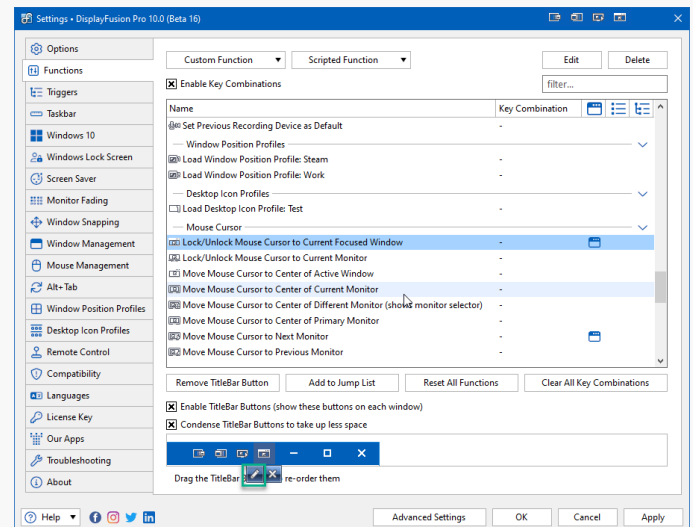 Settings • DisplayFusion Pro 10.0 (Beta 16)
Options
Functions
Triggers
Taskbar
Windows 10
Windows Lock Screen
Screen Saver
Monitor Fading
Window Snapping
Window Management
Mouse Management
Alt+Tab
Window Position Profiles
Desktop Icon Profiles
Remote Control
Compatibility
Languages
License Key
Our Apps
Troubleshooting
About
Custom Function Scripted Function Edit Delete
Enable Key Combinations filter...
Name Key Combination
Set Previous Recording Device as Default -
Window Position Profiles
Load Window Position Profile: Steam -
Load Window Position Profile: Work -
Desktop Icon Profiles
Load Desktop Icon Profile: Test -
Mouse Cursor
Lock/Unlock Mouse Cursor to Current Focused Window -
Lock/Unlock Mouse Cursor to Current Monitor -
Move Mouse Cursor to Center of Active Window -
Move Mouse Cursor to Center of Current Monitor -
Move Mouse Cursor to Center of Different Monitor (shows monitor selector) -
Move Mouse Cursor to Center of Primary Monitor -
Move Mouse Cursor to Next Monitor -
Move Mouse Cursor to Previous Monitor -
Remove TitleBar Button Add to Jump List Reset All Functions Clear All Key Combinations
Enable TitleBar Buttons (show these buttons on each window)
Condense TitleBar Buttons to take up less space
Drag the TitleBar re-order them
Help Advanced Settings OK Cancel Apply